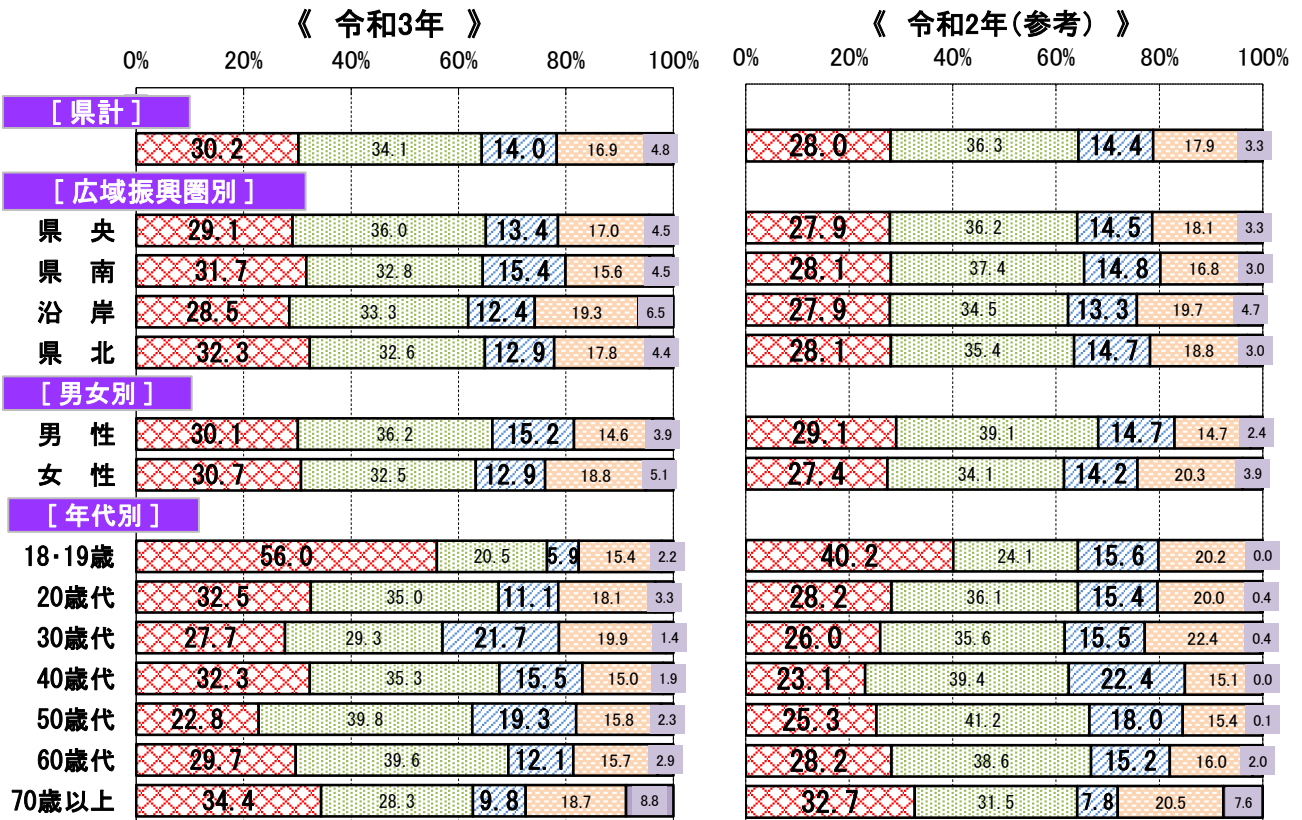 《 令和3年 》 《 令和2年(参考) 》
0% 20% 40% 60% 80% 100% 0% 20% 40% 60% 80% 100%
[ 県計 ]
30.2 34.1 14.0 16.9 4.8 28.0 36.3 14.4 17.9 3.3
[ 広域振興圏別 ]
県 央 29.1 36.0 13.4 17.0 4.5 27.9 36.2 14.5 18.1 3.3
県 南 31.7 32.8 15.4 15.6 4.5 28.1 37.4 14.8 16.8 3.0
沿 岸 28.5 33.3 12.4 19.3 6.5 27.9 34.5 13.3 19.7 4.7
県 北 32.3 32.6 12.9 17.8 4.4 28.1 35.4 14.7 18.8 3.0
[ 男女別 ]
男 性 30.1 36.2 15.2 14.6 3.9 29.1 39.1 14.7 14.7 2.4
女 性 30.7 32.5 12.9 18.8 5.1 27.4 34.1 14.2 20.3 3.9
[ 年代別 ]
18・19歳 56.0 20.5 5.9 15.4 2.2 40.2 24.1 15.6 20.2 0.0
20歳代 32.5 35.0 11.1 18.1 3.3 28.2 36.1 15.4 20.0 0.4
30歳代 27.7 29.3 21.7 19.9 1.4 26.0 35.6 15.5 22.4 0.4
40歳代 32.3 35.3 15.5 15.0 1.9 23.1 39.4 22.4 15.1 0.0
50歳代 22.8 39.8 19.3 15.8 2.3 25.3 41.2 18.0 15.4 0.1
60歳代 29.7 39.6 12.1 15.7 2.9 28.2 38.6 15.2 16.0 2.0
70歳以上 34.4 28.3 9.8 18.7 8.8 32.7 31.5 7.8 20.5 7.6